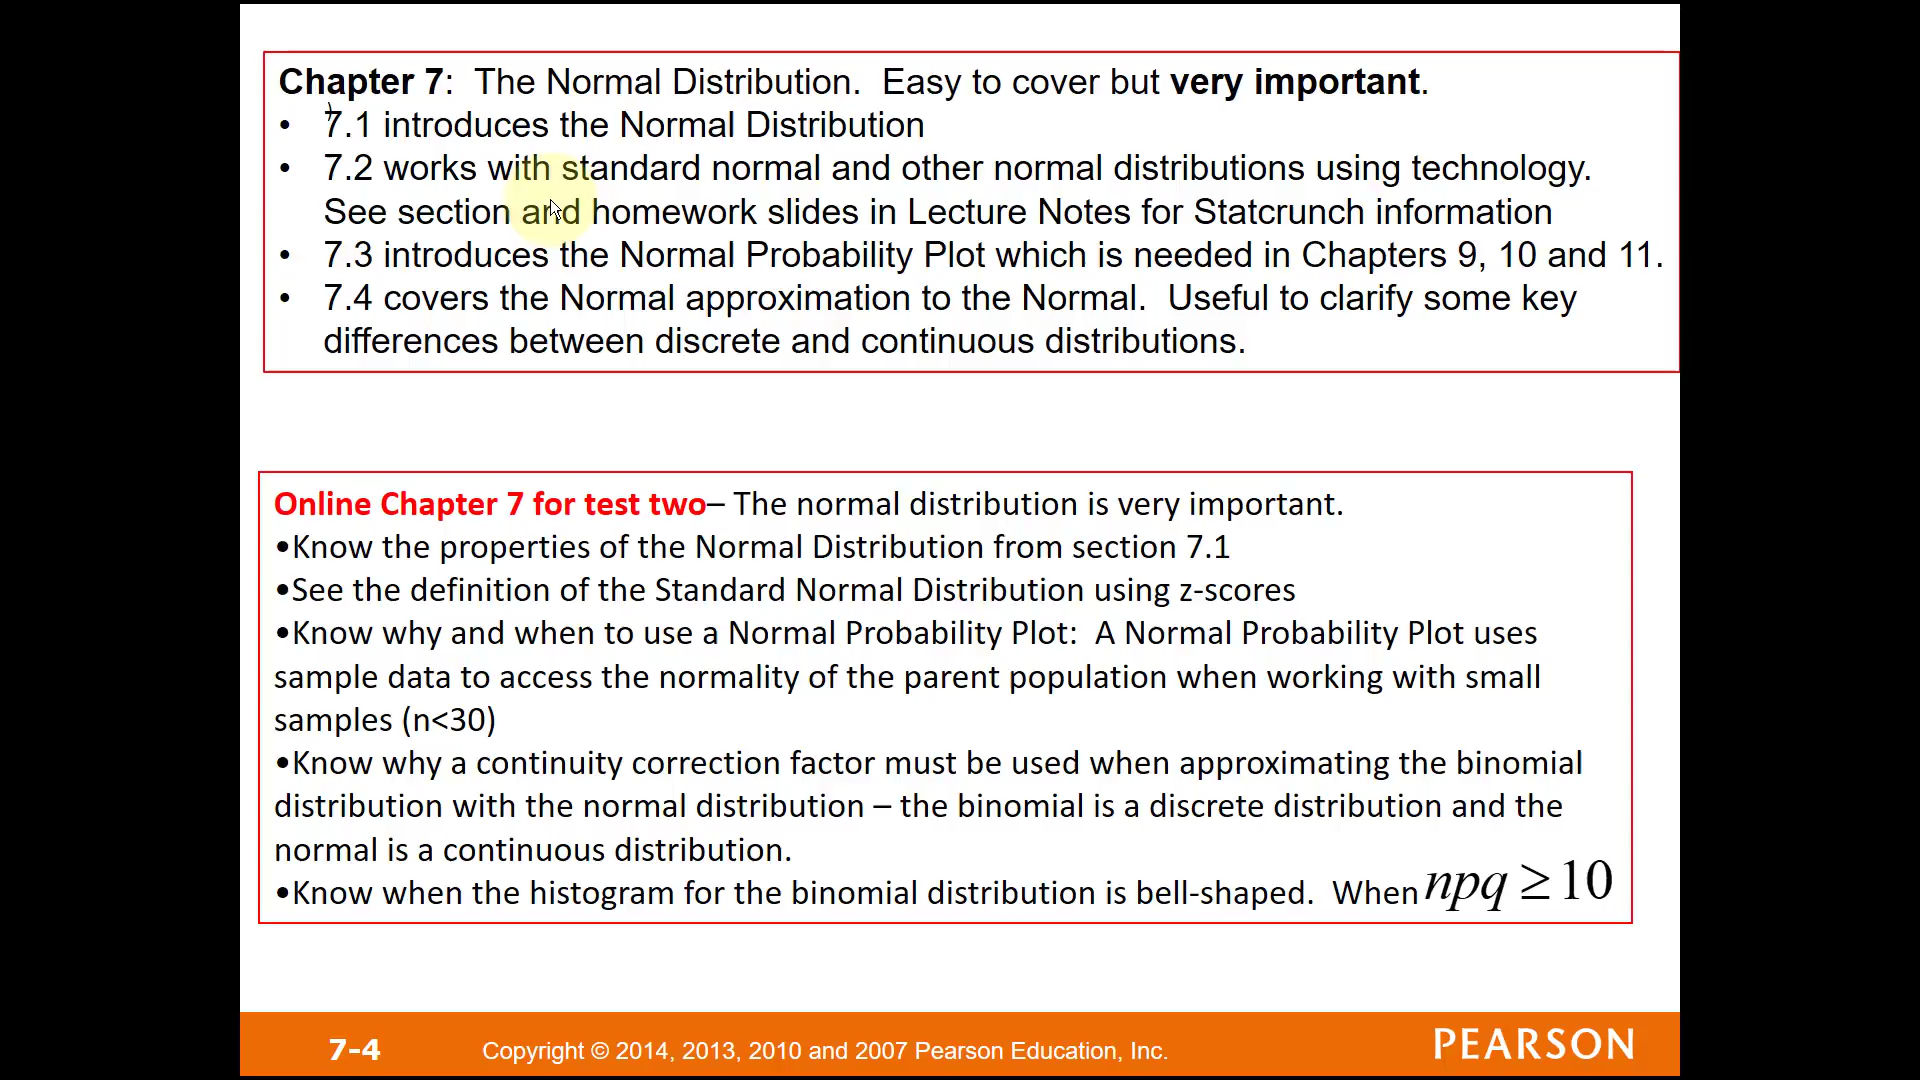 Chapter 7: The Normal Distribution. Easy to cover but very important.
• 7.1 introduces the Normal Distribution
• 7.2 works with standard normal and other normal distributions using technology.
See section and homework slides in Lecture Notes for Statcrunch information
• 7.3 introduces the Normal Probability Plot which is needed in Chapters 9, 10 and 11.
• 7.4 covers the Normal approximation to the Normal. Useful to clarify some key
differences between discrete and continuous distributions.
Online Chapter 7 for test two– The normal distribution is very important.
•Know the properties of the Normal Distribution from section 7.1
•See the definition of the Standard Normal Distribution using z-scores
•Know why and when to use a Normal Probability Plot: A Normal Probability Plot uses
sample data to access the normality of the parent population when working with small
samples (n<30)
•Know why a continuity correction factor must be used when approximating the binomial
distribution with the normal distribution – the binomial is a discrete distribution and the
normal is a continuous distribution.
•Know when the histogram for the binomial distribution is bell-shaped. When npq ≥ 10
7-4 Copyright © 2014, 2013, 2010 and 2007 Pearson Education, Inc. PEARSON